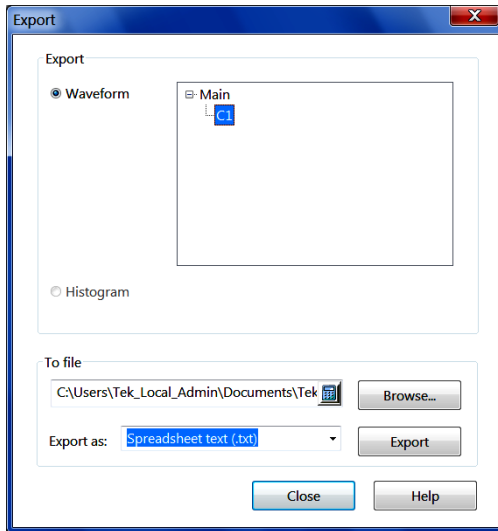 Export
Export
Waveform
Main
C1
Histogram
To file
C:\Users\Tek_Local_Admin\Documents\Tek
Browse...
Export as: Spreadsheet text (.txt)
Export
Close
Help